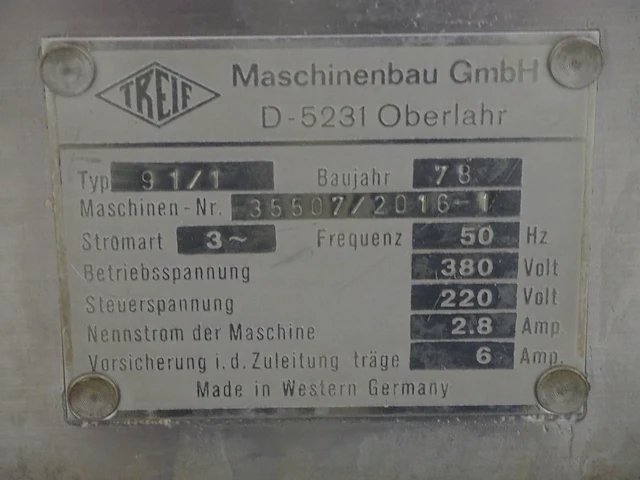 TREIF
Maschinenbau GmbH
D-5231 Oberlahr
Typ 91/1 Baujahr 78
Maschinen-Nr. 35507/2016-1
Stromart 3~ Frequenz 50 Hz
Betriebsspannung 380 Volt
Steuerspannung 220 Volt
Nennstrom der Maschine 2.8 Amp
Vorsicherung i.d. Zuleitung träge 6 Amp.
Made in Western Germany